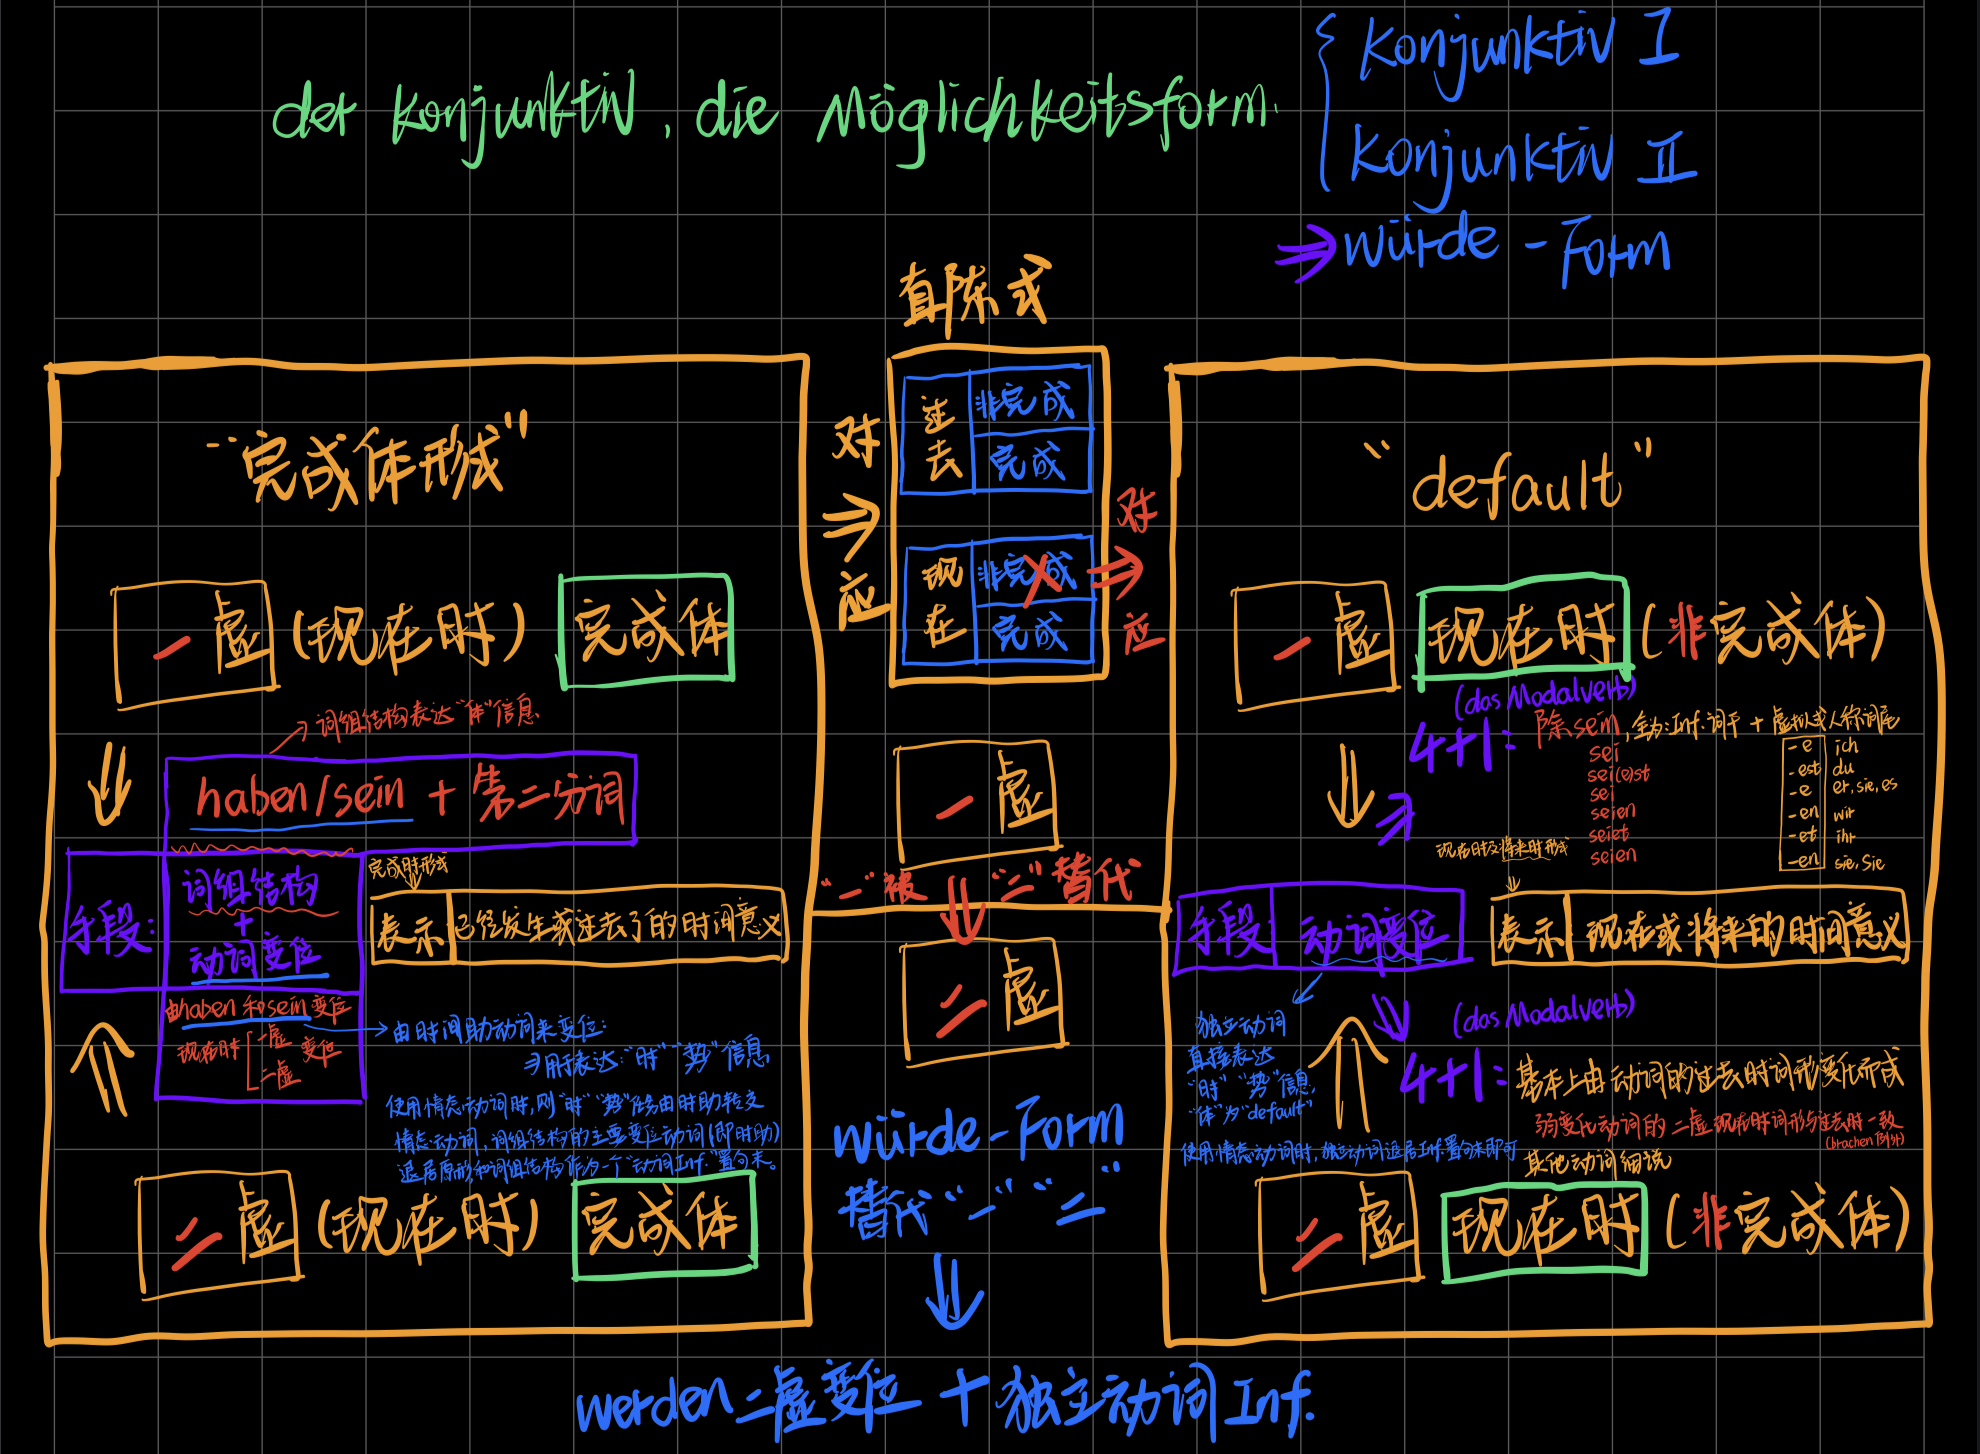 der Konjunktiv, die Möglichkeitsform.
Konjunktiv I
Konjunktiv II
würde - Form
直陈式
"完成体形式"
一虚 (现在时) 完成体
词组结构表达"体"信息
haben/sein + 第二分词
手段:
词组结构
+
动词变位
完成时形式
表示 已经发生或过去了的时间意义
由haben和sein变位
现在时 一虚 二虚 变位
由时间助动词来变位:
用于表达:"时" "势"信息
使用情态动词时,则"时" "势"任务由时助转交
情态动词,词组结构的主要变位动词(即时助)
退居原形和词组结构作为一个"动词Inf."置句末。
二虚 (现在时) 完成体
对应
过去 非完成
完成
现在 非完成
完成
对应
一虚
"一"被"二"替代
二虚
würde-Form
替代"一" "二"
werden二虚变位 + 独立动词Inf.
"default"
一虚 现在时 (非完成体)
(das Modalverb)
4+1: 除sein,全为:Inf.词干 + 虚拟式人称词尾
sei
sei(e)st
sei
seien
seiet
seien
-e ich
-est du
-e er, sie, es
-en wir
-et ihr
-en sie, Sie
现在时及将来时形式
手段: 动词变位
表示 现在或将来的时间意义
独立动词
直接表达
"时" "势"信息
"体"为"default"
(das Modalverb)
4+1: 基本上由动词的过去时词形变化而成
弱变化动词的二虚现在时词形与过去时一致
使用情态动词时,独立动词退居Inf.置句末即可
其他动词细说
二虚 现在时 (非完成体)